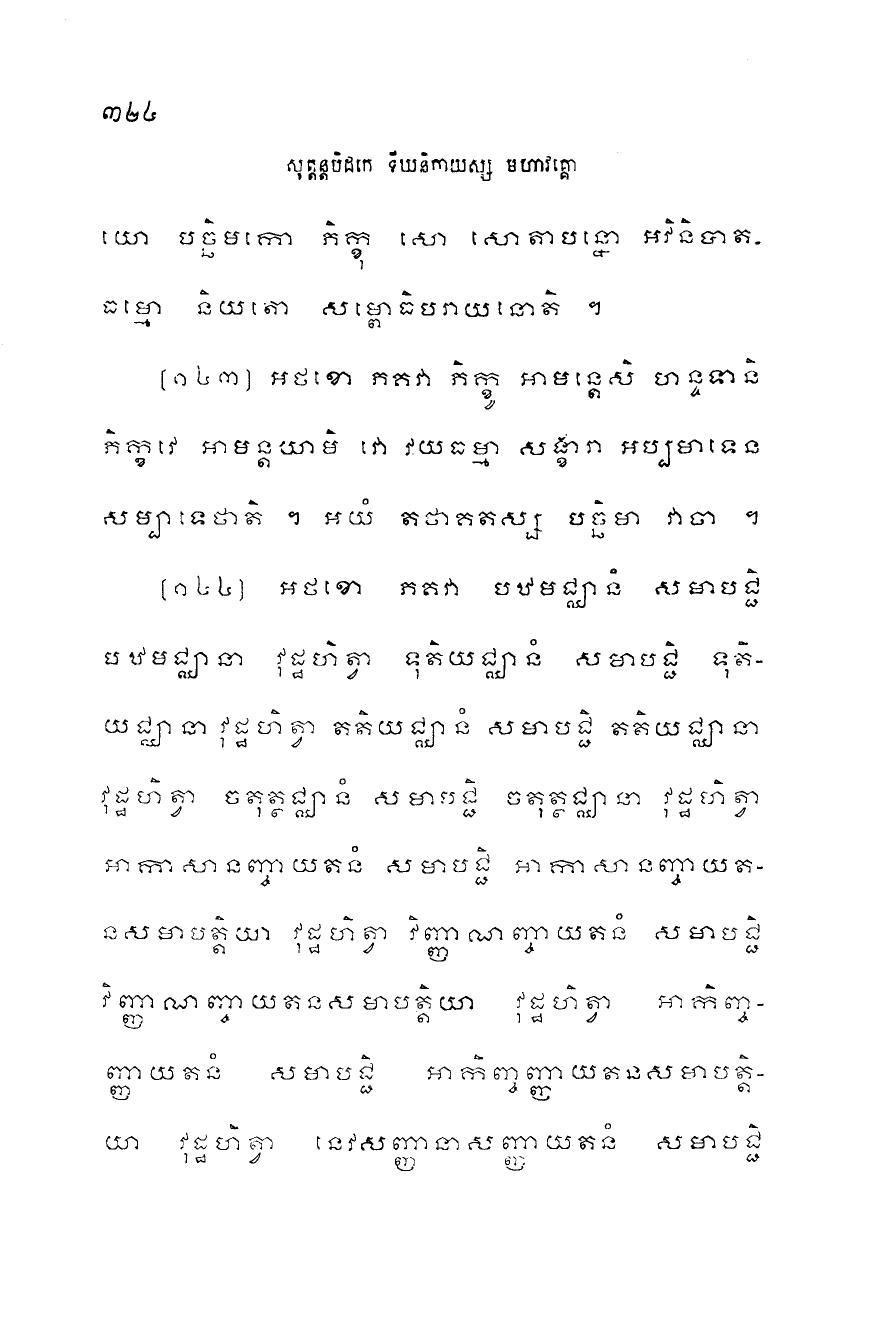 ៣២៤
សុត្តន្តបិដកេ ទីឃនិកាយស្ស មហាវគ្គោ
យោ បច្ឆិមកោ ភិក្ខុ សោ សោតាបន្នោ អវិនិបាត-
ធម្មោ និយតោ សម្ពោធិបរាយនោតិ ។
(១៤៣) អថខោ ភគវា ភិក្ខូ អាមន្តេសិ ហន្ទទានិ
ភិក្ខវេ អាមន្តយាមិ វោ វយធម្មា សង្ខារា អប្បមាទេន
សម្បាទេថាតិ ។ អយំ តថាគតស្ស បច្ឆិមា វាចា ។
(១៤៤) អថខោ ភគវា បឋមជ្ឈានំ សមាបជ្ជិ
បឋមជ្ឈានា វុដ្ឋហិត្វា ទុតិយជ្ឈានំ សមាបជ្ជិ ទុតិ-
យជ្ឈានា វុដ្ឋហិត្វា តតិយជ្ឈានំ សមាបជ្ជិ តតិយជ្ឈានា
វុដ្ឋហិត្វា ចតុត្ថជ្ឈានំ សមាបជ្ជិ ចតុត្ថជ្ឈានា វុដ្ឋហិត្វា
អាកាសានញ្ចាយតនំ សមាបជ្ជិ អាកាសានញ្ចាយត-
នសមាបត្តិយា វុដ្ឋហិត្វា វិញ្ញាណញ្ចាយតនំ សមាបជ្ជិ
វិញ្ញាណញ្ចាយតនសមាបត្តិយា វុដ្ឋហិត្វា អាកិញ្ច-
ញ្ញាយតនំ សមាបជ្ជិ អាកិញ្ចញ្ញាយតនសមាបត្តិ-
យា វុដ្ឋហិត្វា នេវសញ្ញានាសញ្ញាយតនំ សមាបជ្ជិ